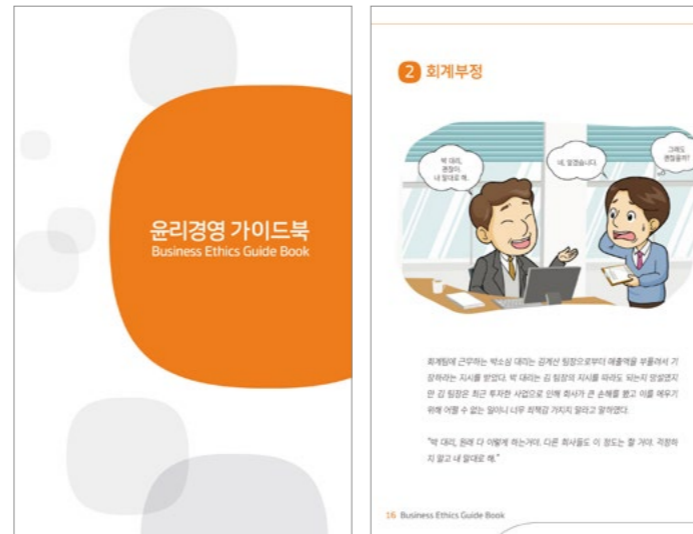 윤리경영 가이드북
Business Ethics Guide Book
2 회계부정
박 대리,
괜찮아.
내 말대로 해.
네, 알겠습니다.
그래도
괜찮을까?
회계팀에 근무하는 박소심 대리는 김계산 팀장으로부터 매출액을 부풀려서 기
장하라는 지시를 받았다. 박 대리는 김 팀장의 지시를 따라도 되는지 망설였지
만 김 팀장은 최근 투자한 사업으로 인해 회사가 큰 손해를 봤고 이를 메우기
위해 어쩔 수 없는 일이니 너무 죄책감 가지지 말라고 말하였다.
"박 대리, 원래 다 이렇게 하는거야. 다른 회사들도 이 정도는 할 거야. 걱정하
지 말고 내 말대로 해."
16 Business Ethics Guide Book